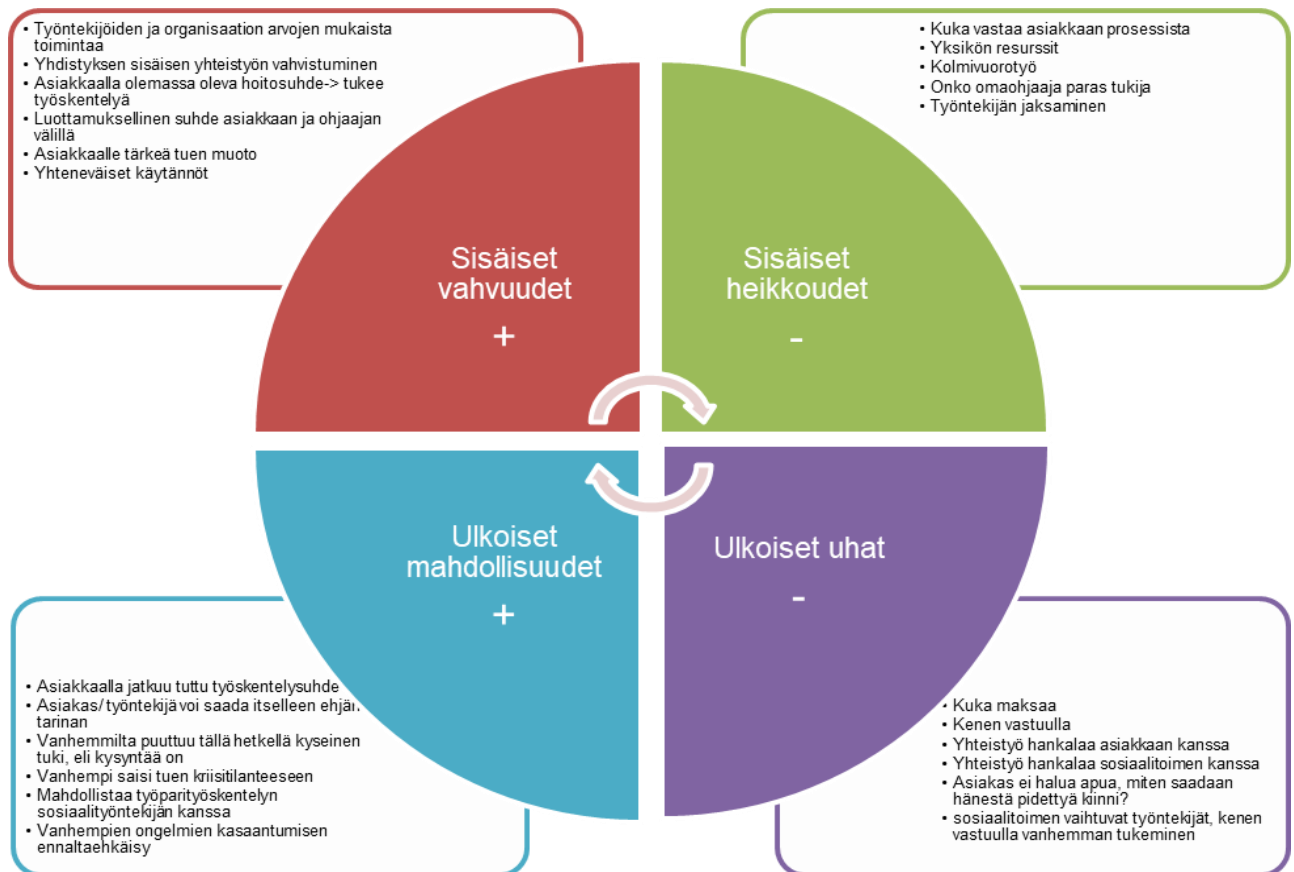 • Työntekijöiden ja organisaation arvojen mukaista
toimintaa
• Yhdistyksen sisäisen yhteistyön vahvistuminen
• Asiakkaalla olemassa oleva hoitosuhde-> tukee
työskentelyä
• Luottamuksellinen suhde asiakkaan ja ohjaajan
välillä
• Asiakkaalle tärkeä tuen muoto
• Yhteneväiset käytännöt
• Kuka vastaa asiakkaan prosessista
• Yksikön resurssit
• Kolmivuorotyö
• Onko omaohjaaja paras tukija
• Työntekijän jaksaminen
Sisäiset
vahvuudet
+
Sisäiset
heikkoudet
-
Ulkoiset
mahdollisuudet
+
Ulkoiset uhat
-
• Asiakkaalla jatkuu tuttu työskentelysuhde
• Asiakas/ työntekijä voi saada itselleen ehjän
tarinan
• Vanhemmilta puuttuu tällä hetkellä kyseinen
tuki, eli kysyntää on
• Vanhempi saisi tuen kriisitilanteeseen
• Mahdollistaa työparityöskentelyn
sosiaalityöntekijän kanssa
• Vanhempien ongelmien kasaantumisen
ennaltaehkäisy
• Kuka maksaa
• Kenen vastuulla
• Yhteistyö hankalaa asiakkaan kanssa
• Yhteistyö hankalaa sosiaalitoimen kanssa
• Asiakas ei halua apua, miten saadaan
hänestä pidettyä kiinni?
• sosiaalitoimen vaihtuvat työntekijät, kenen
vastuulla vanhemman tukeminen